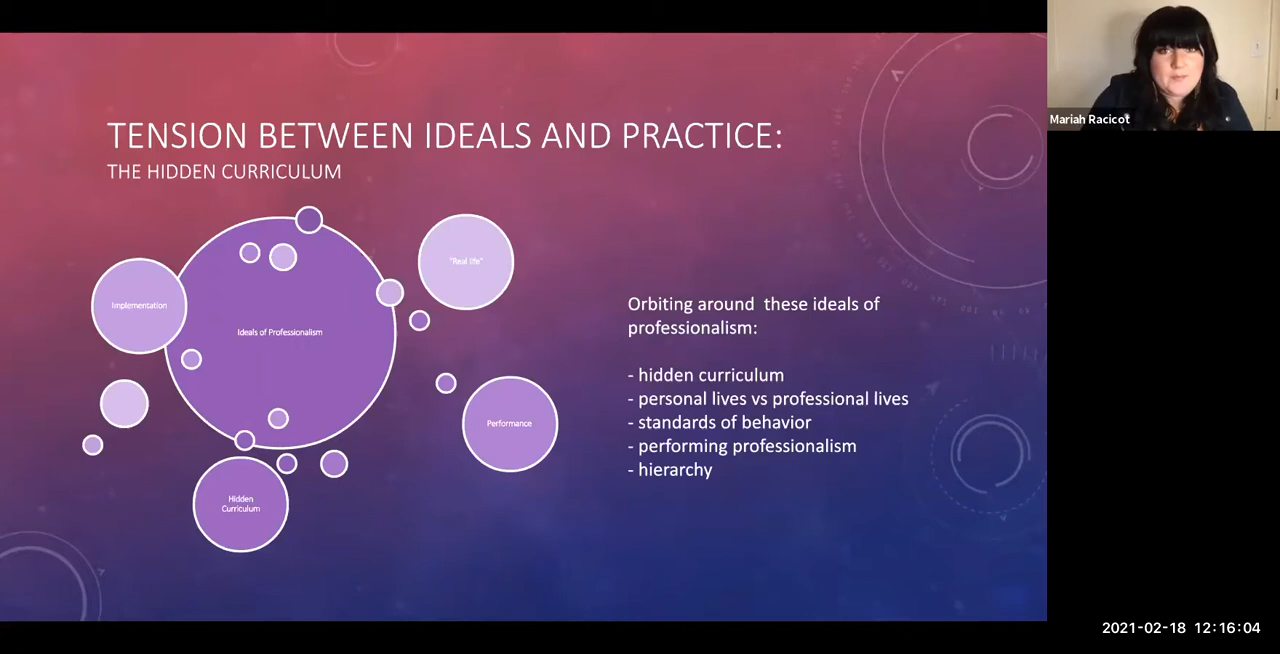 TENSION BETWEEN IDEALS AND PRACTICE:
THE HIDDEN CURRICULUM
Implementation
Ideals of Professionalism
"Real life"
Performance
Hidden
Curriculum
Orbiting around these ideals of
professionalism:
- hidden curriculum
- personal lives vs professional lives
- standards of behavior
- performing professionalism
- hierarchy
Mariah Racicot
2021-02-18 12:16:04